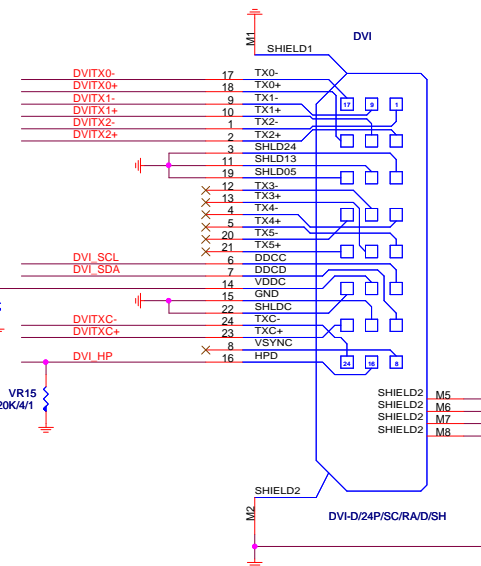 M1
DVI
SHIELD1
DVITX0- 17 TX0-
DVITX0+ 18 TX0+
DVITX1- 9 TX1-
DVITX1+ 10 TX1+
DVITX2- 1 TX2-
DVITX2+ 2 TX2+
3 SHLD24
11 SHLD13
19 SHLD05
12 TX3-
13 TX3+
4 TX4-
5 TX4+
20 TX5-
21 TX5+
DVI_SCL 6 DDCC
DVI_SDA 7 DDCD
14 VDDC
15 GND
22 SHLDC
DVITXC- 24 TXC-
DVITXC+ 23 TXC+
8 VSYNC
DVI_HP 16 HPD
17 9 1
24 16 8
VR15
20K/4/1
SHIELD2 M5
SHIELD2 M6
SHIELD2 M7
SHIELD2 M8
SHIELD2
M2
DVI-D/24P/SC/RA/D/SH